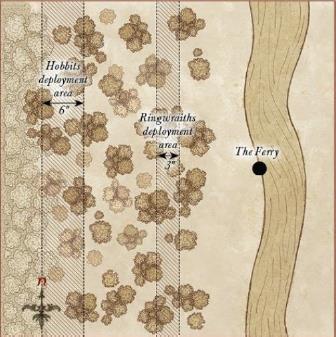 Hobbits
deployment
area
6"
Ringwraiths
deployment
area
3"
The Ferry
n